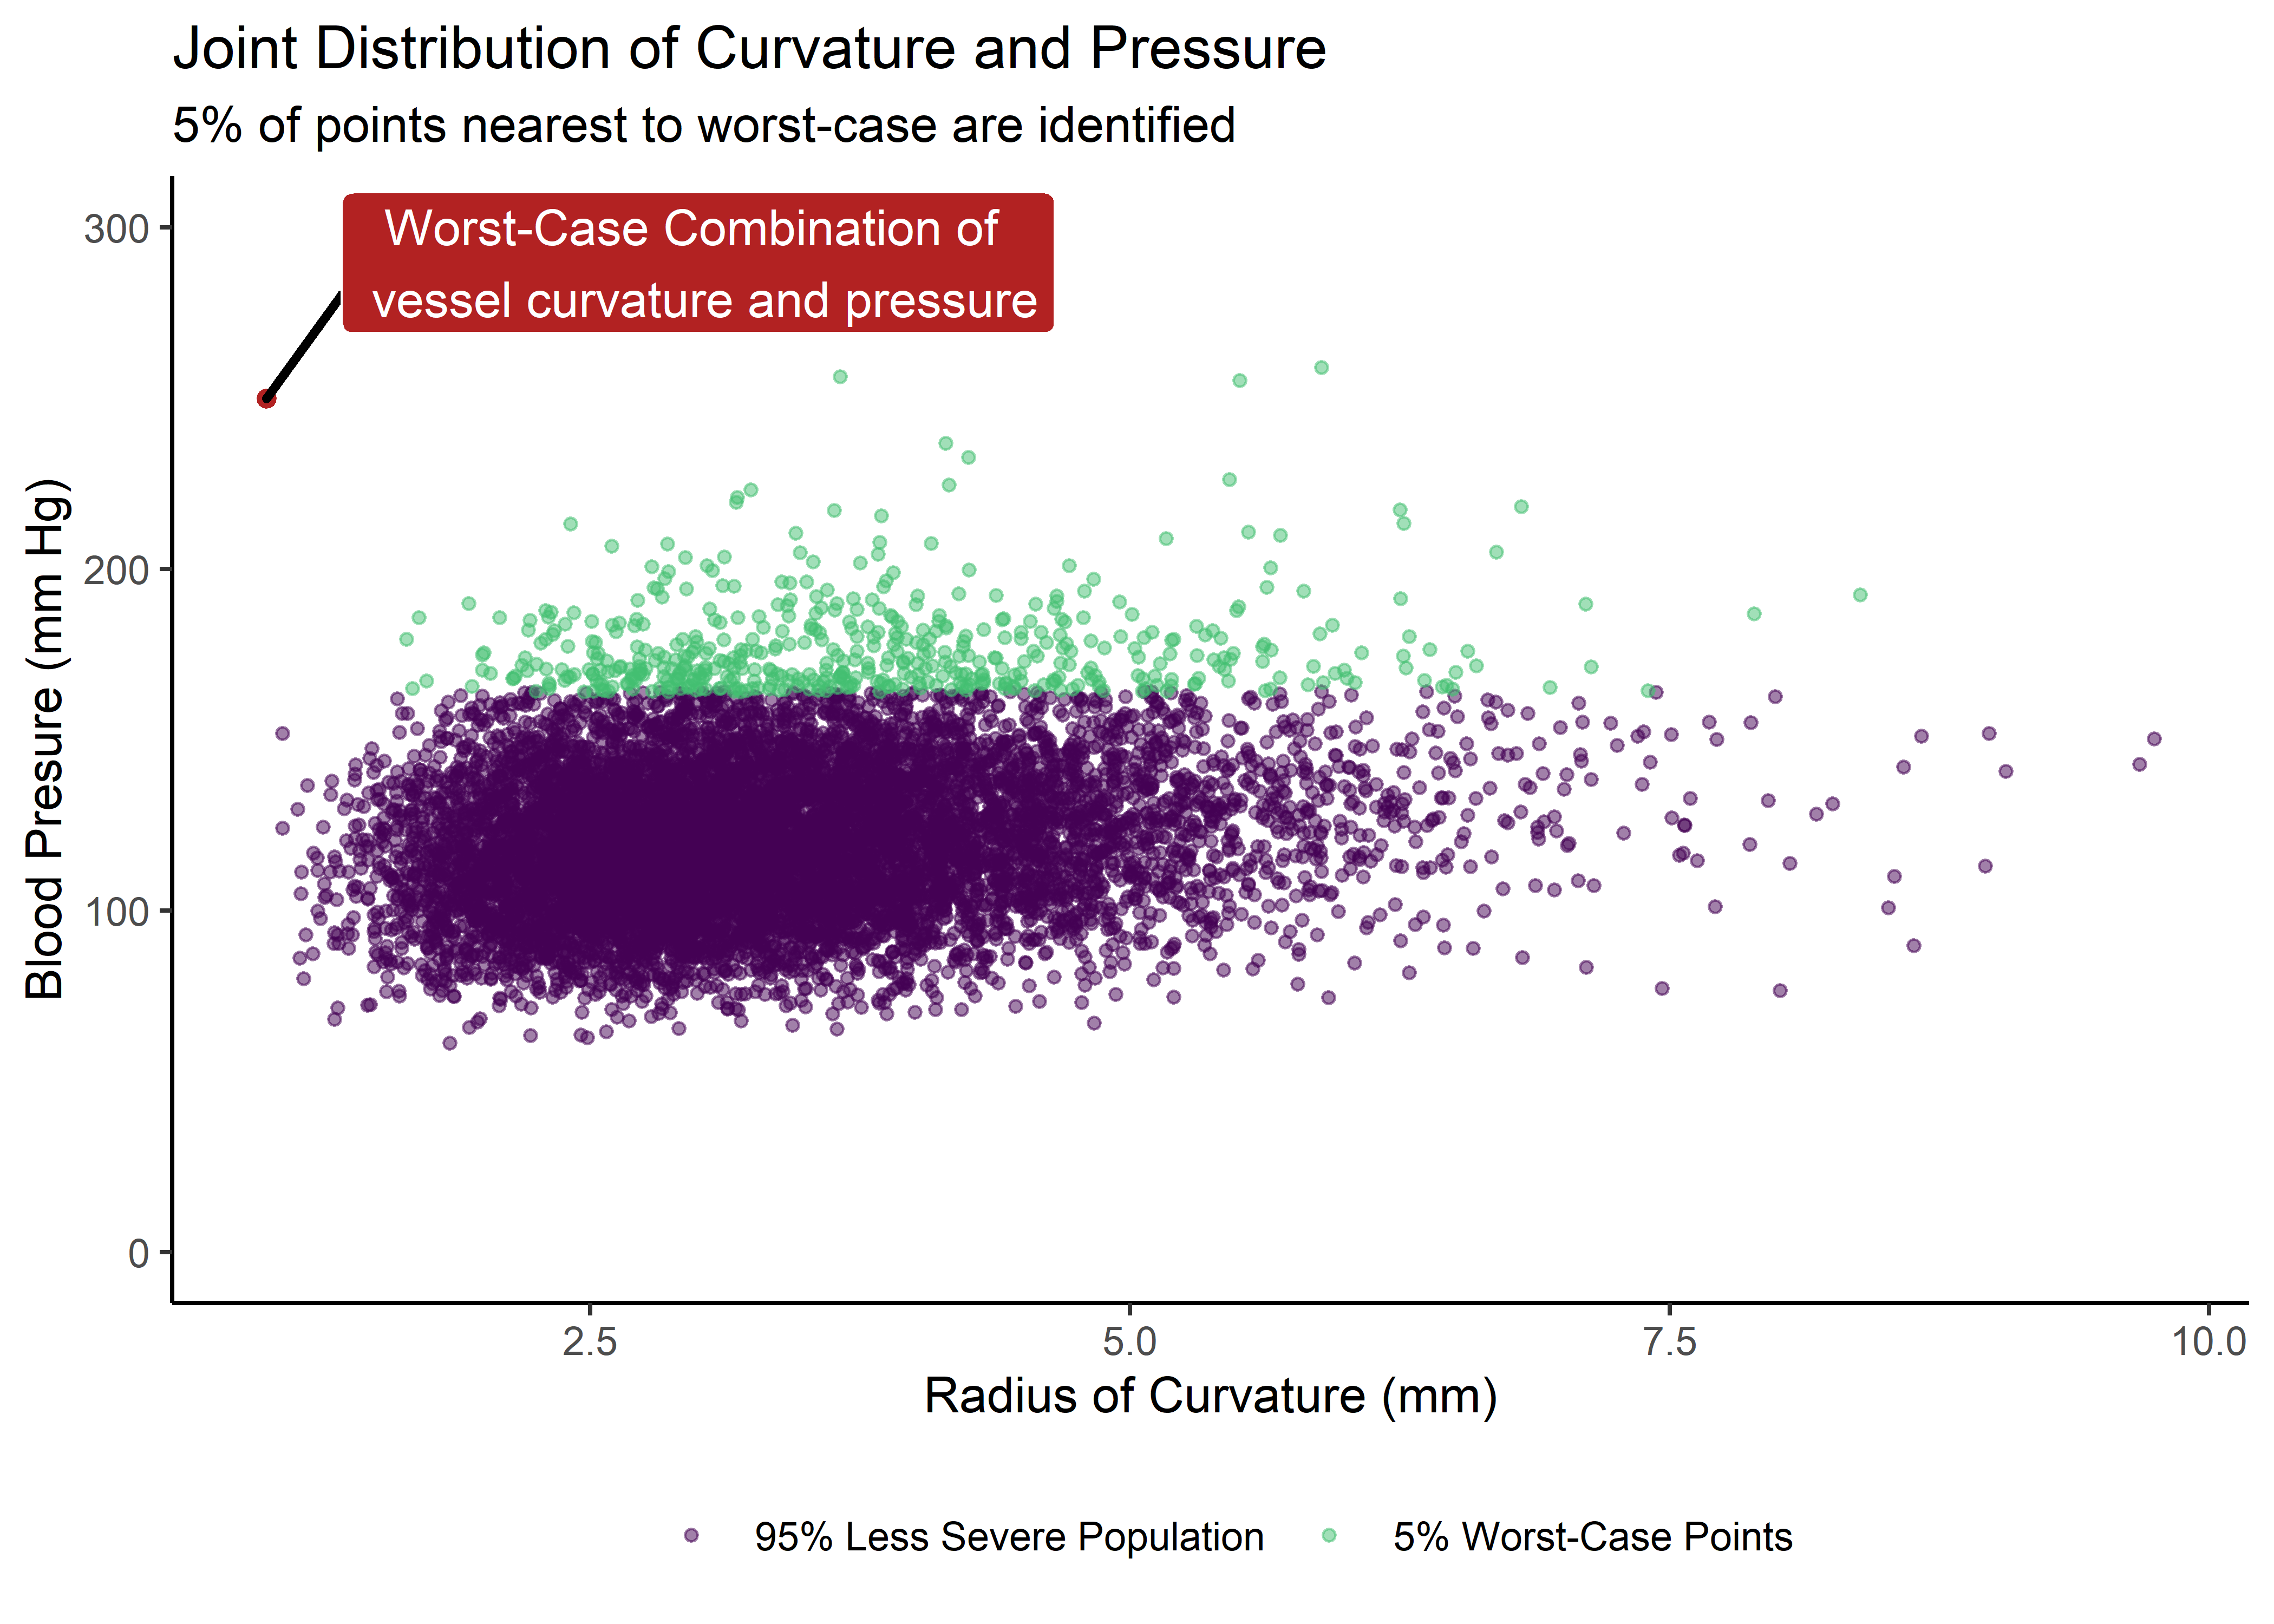 Joint Distribution of Curvature and Pressure
5% of points nearest to worst-case are identified
Worst-Case Combination of
vessel curvature and pressure
300
200
100
0
Blood Pressure (mm Hg)
2.5
5.0
7.5
10.0
Radius of Curvature (mm)
95% Less Severe Population
5% Worst-Case Points